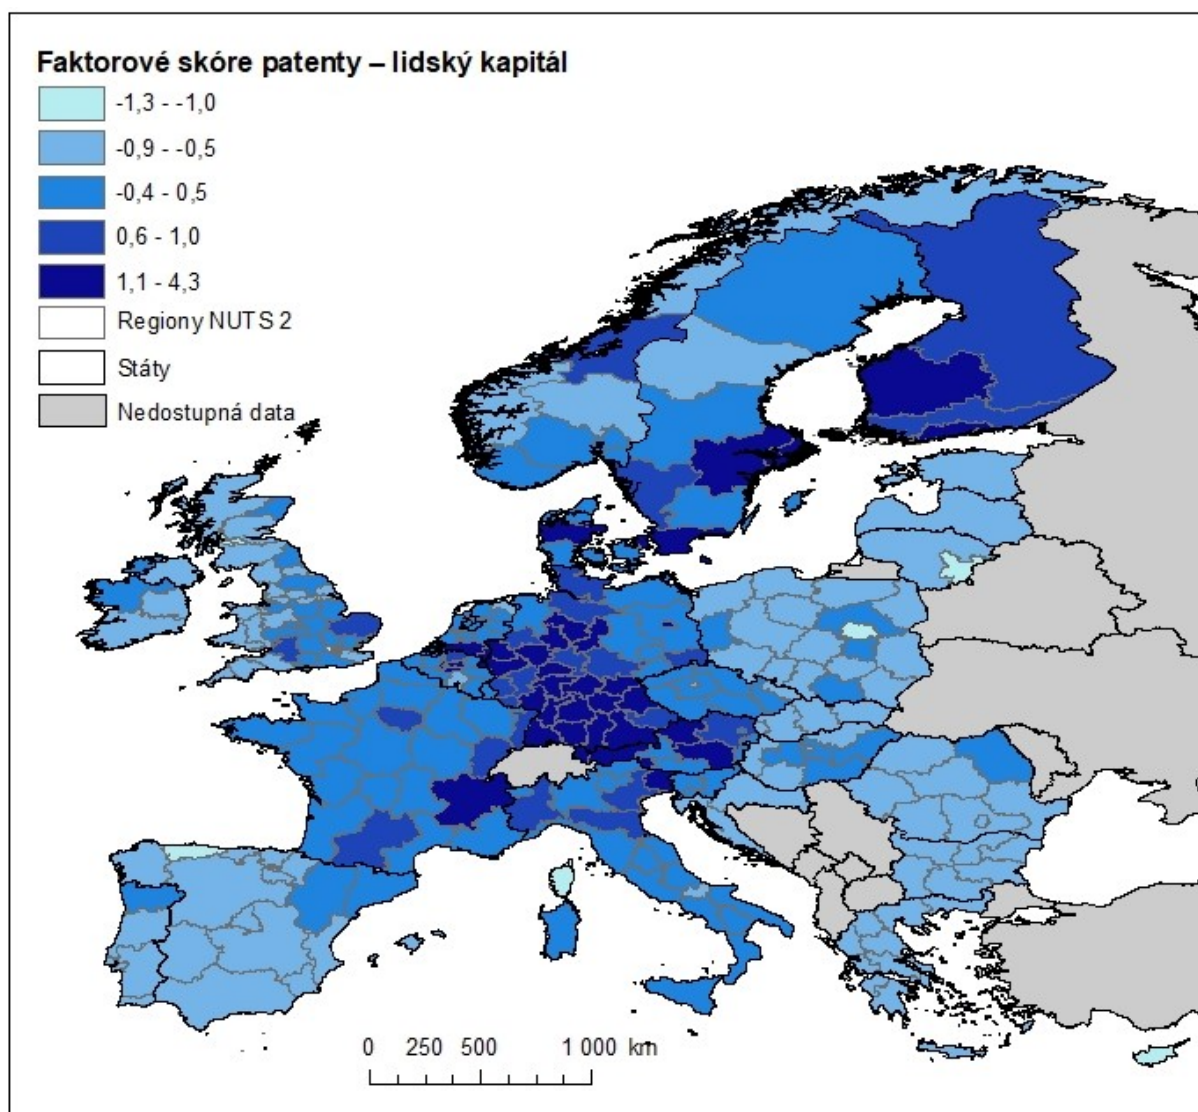 Faktorové skóre patenty – lidský kapitál
-1,3 - -1,0
-0,9 - -0,5
-0,4 - 0,5
0,6 - 1,0
1,1 - 4,3
Regiony NUTS 2
Státy
Nedostupná data
0 250 500 1 000 km